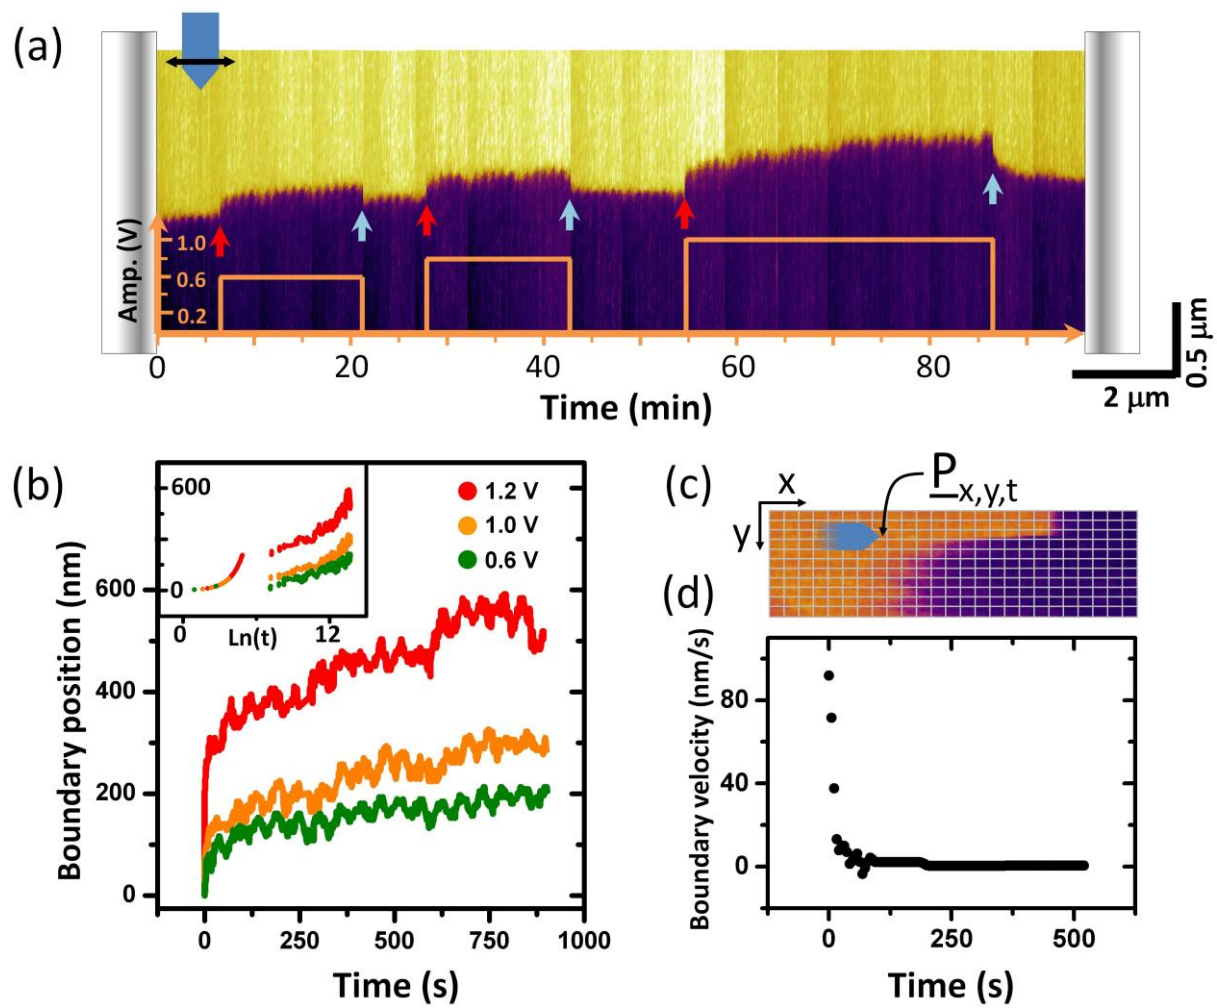 (a)
Amp. (V)
1.0
0.6
0.2
0 20 40 60 80
Time (min)
2 μm
0.5 μm
(b)
Boundary position (nm)
600
400
200
0
600
0
0 12
Ln(t)
1.2 V
1.0 V
0.6 V
0 250 500 750 1000
Time (s)
(c)
x
y
P x,y,t
(d)
Boundary velocity (nm/s)
80
40
0
0 250 500
Time (s)